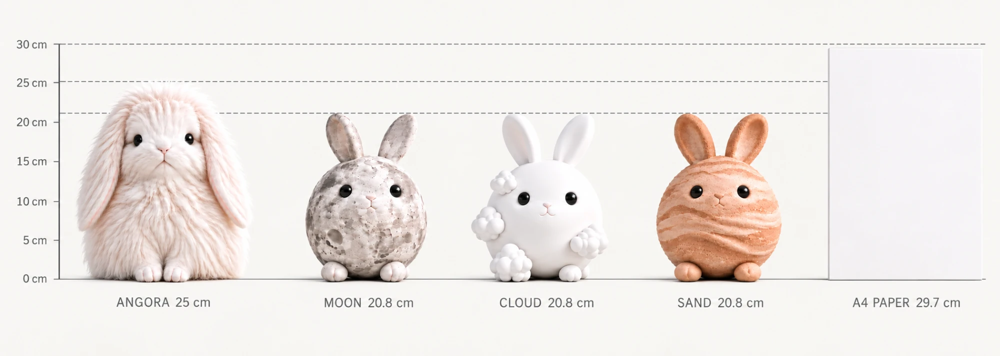 30 cm
25 cm
20 cm
15 cm
10 cm
5 cm
0 cm
ANGORA 25 cm
MOON 20.8 cm
CLOUD 20.8 cm
SAND 20.8 cm
A4 PAPER 29.7 cm